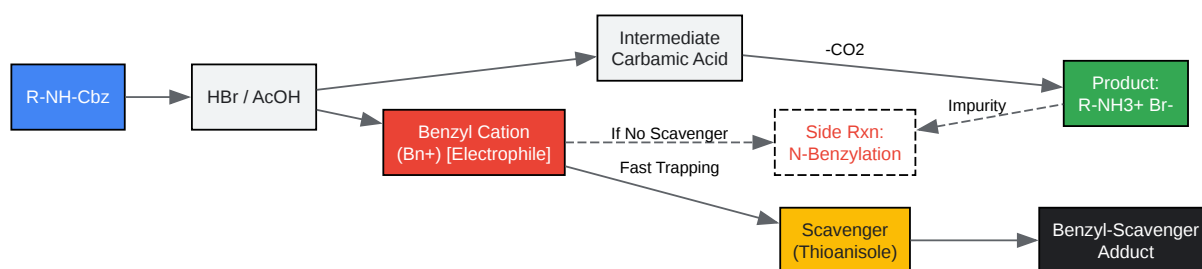 R-NH-Cbz
HBr / AcOH
Intermediate
Carbamic Acid
-CO2
Product:
R-NH3+ Br-
Benzyl Cation
(Bn+) [Electrophile]
If No Scavenger
Fast Trapping
Side Rxn:
N-Benzylation
Impurity
Scavenger
(Thioanisole)
Benzyl-Scavenger
Adduct